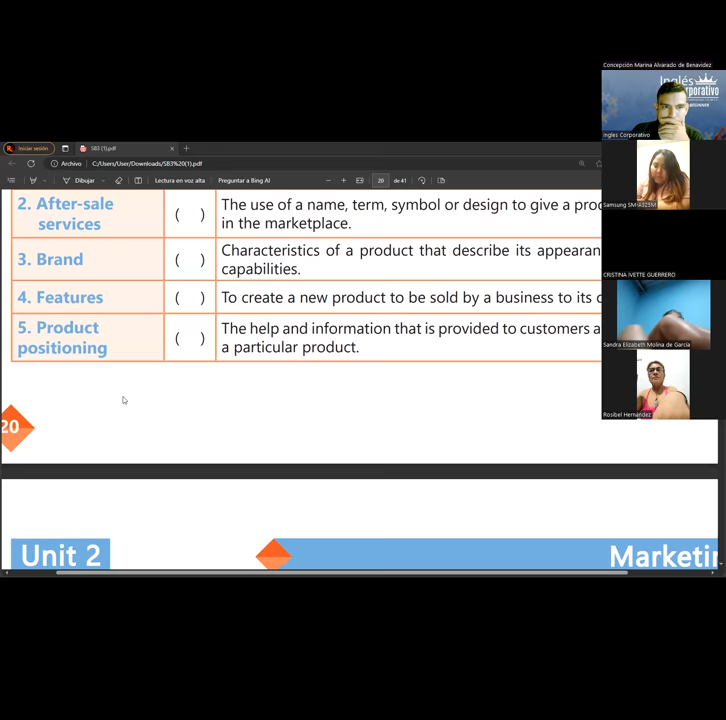 Concepción Marina Alvarado de Benavidez
Inglés
BEGINNER
Ingles Corporativo
Iniciar sesión
SB3 (1).pdf
Archivo
C:/Users/User/Downloads/SB3%20(1).pdf
Dibujar
Lectura en voz alta
Preguntar a Bing AI
20
de 41
Samsung SM-A325M
2. After-sale services
( )
The use of a name, term, symbol or design to give a
in the marketplace.
3. Brand
( )
Characteristics of a product that describe its
capabilities.
CRISTINA IVETTE GUERRERO
4. Features
( )
To create a new product to be sold by a business to its
5. Product positioning
( )
The help and information that is provided to customers
a particular product.
Sandra Elizabeth Molina de García
Rosibel Hernandez
20
Unit 2